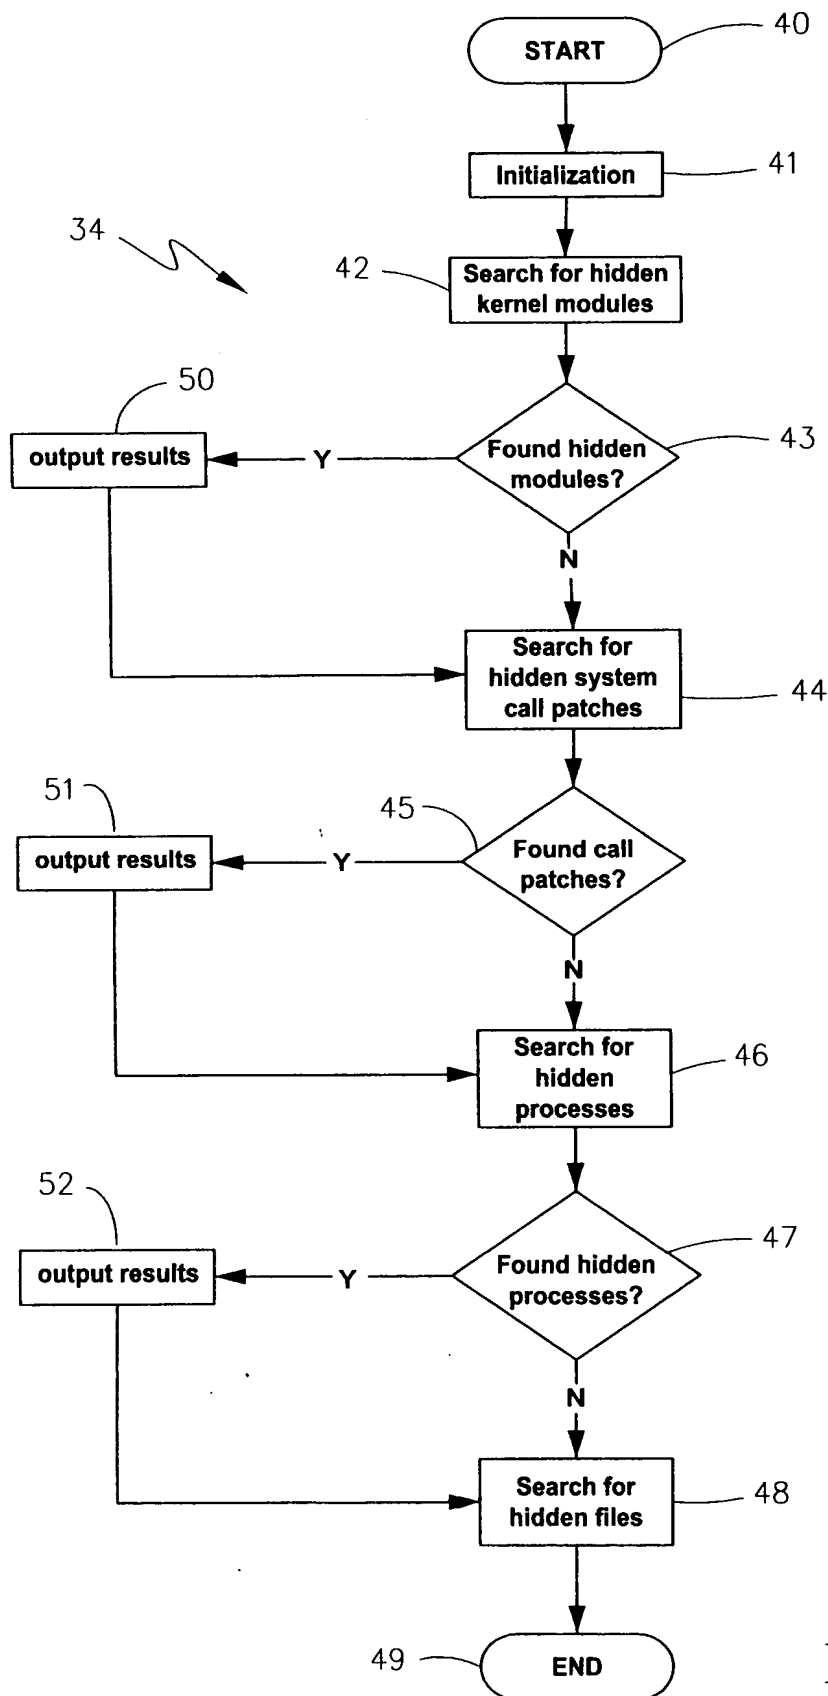 START
40
Initialization
41
34
42
Search for hidden
kernel modules
50
output results
Y
Found hidden
modules?
43
N
Search for
hidden system
call patches
44
51
output results
Y
45
Found call
patches?
N
Search for
hidden
processes
46
52
output results
Y
Found hidden
processes?
47
N
Search for
hidden files
48
49
END